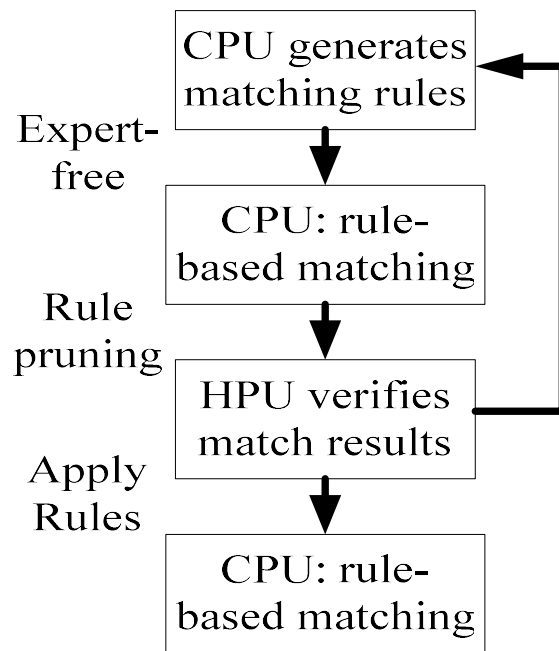 CPU generates
matching rules
Expert-
free
CPU: rule-
based matching
Rule
pruning
HPU verifies
match results
Apply
Rules
CPU: rule-
based matching